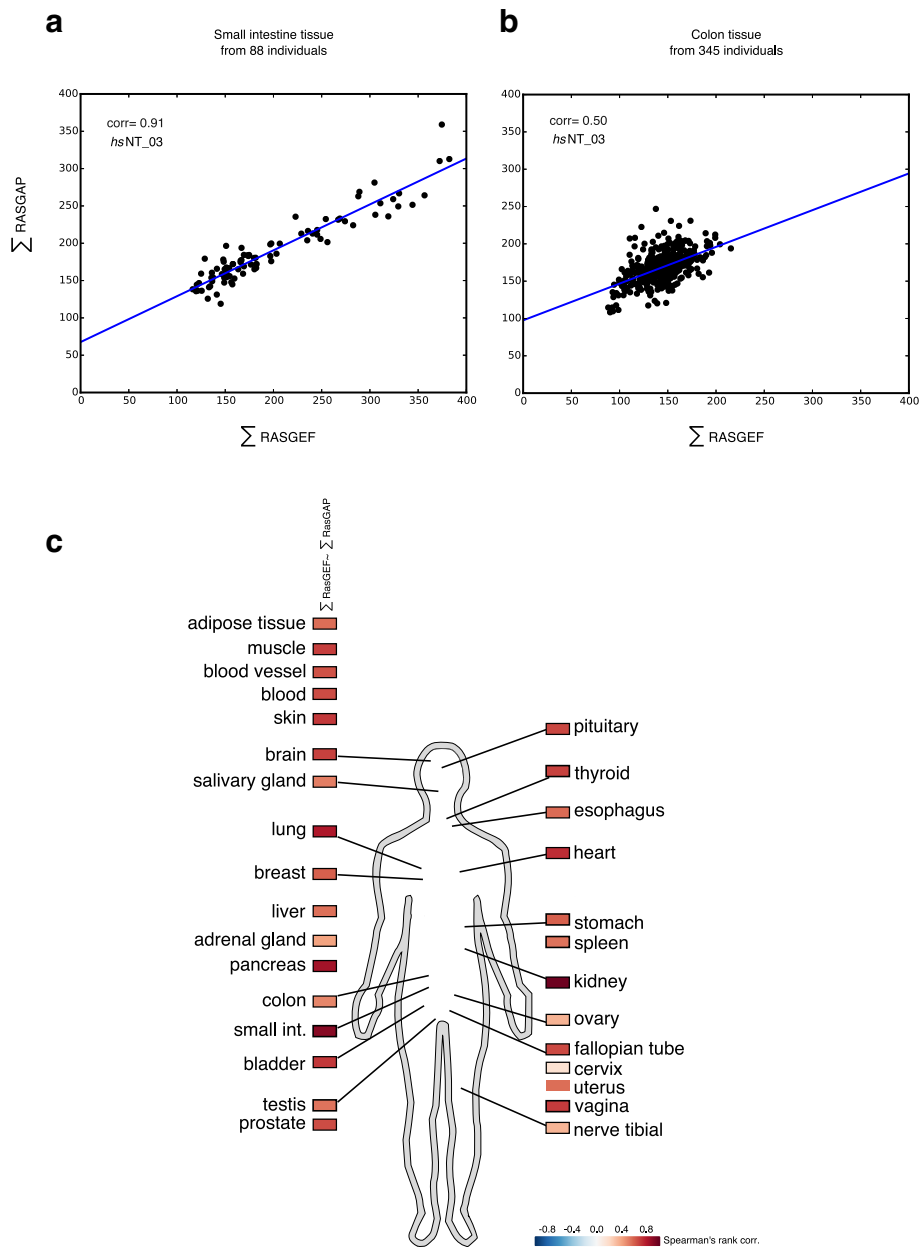 a
Small intestine tissue
from 88 individuals
b
Colon tissue
from 345 individuals
400
350
300
250
200
150
100
50
0
0 50 100 150 200 250 300 350 400
corr= 0.91
hsNT_03
∑ RASGAP
∑ RASGEF
400
350
300
250
200
150
100
50
0
0 50 100 150 200 250 300 350 400
corr= 0.50
hsNT_03
∑ RASGEF
c
∑ RasGEF~ ∑ RasGAP
adipose tissue
muscle
blood vessel
blood
skin
brain
salivary gland
lung
breast
liver
adrenal gland
pancreas
colon
small int.
bladder
testis
prostate
pituitary
thyroid
esophagus
heart
stomach
spleen
kidney
ovary
fallopian tube
cervix
uterus
vagina
nerve tibial
-0.8 -0.4 0.0 0.4 0.8
Spearman's rank corr.